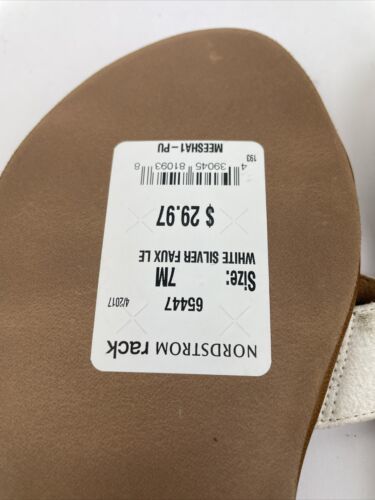 NORDSTROM rack
65447 4/2017
Size: 7M
WHITE SILVER FAUX LE
$ 29.97
4 39045 81093 8
MEESHA1-PU 193